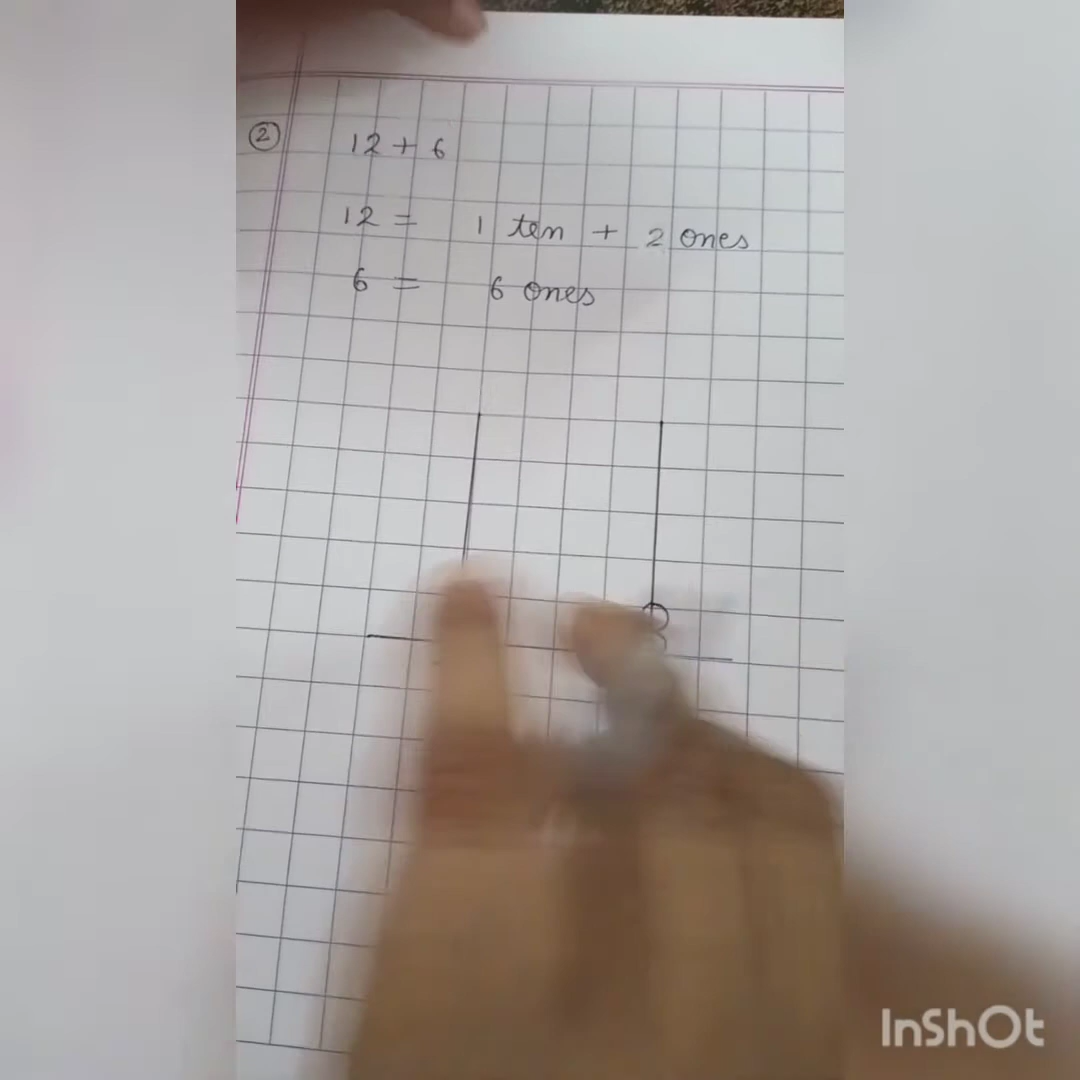 2 12 + 6
12 = 1 ten + 2 ones
6 = 6 ones
InShOt